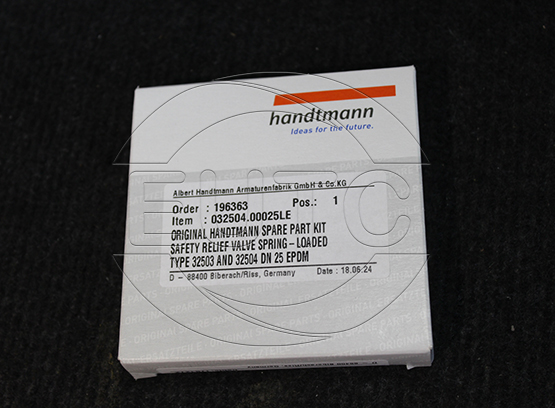 handtmann
Ideas for the future.
Albert Handtmann Armaturenfabrik GmbH & Co.KG
Order : 196363 Pos.: 1
Item : 032504.00025LE
ORIGINAL HANDTMANN SPARE PART KIT
SAFETY RELIEF VALVE SPRING – LOADED
TYPE 32503 AND 32504 DN 25 EPDM
D – 88400 Biberach/Riss, Germany Date : 18.06.24
EHTC